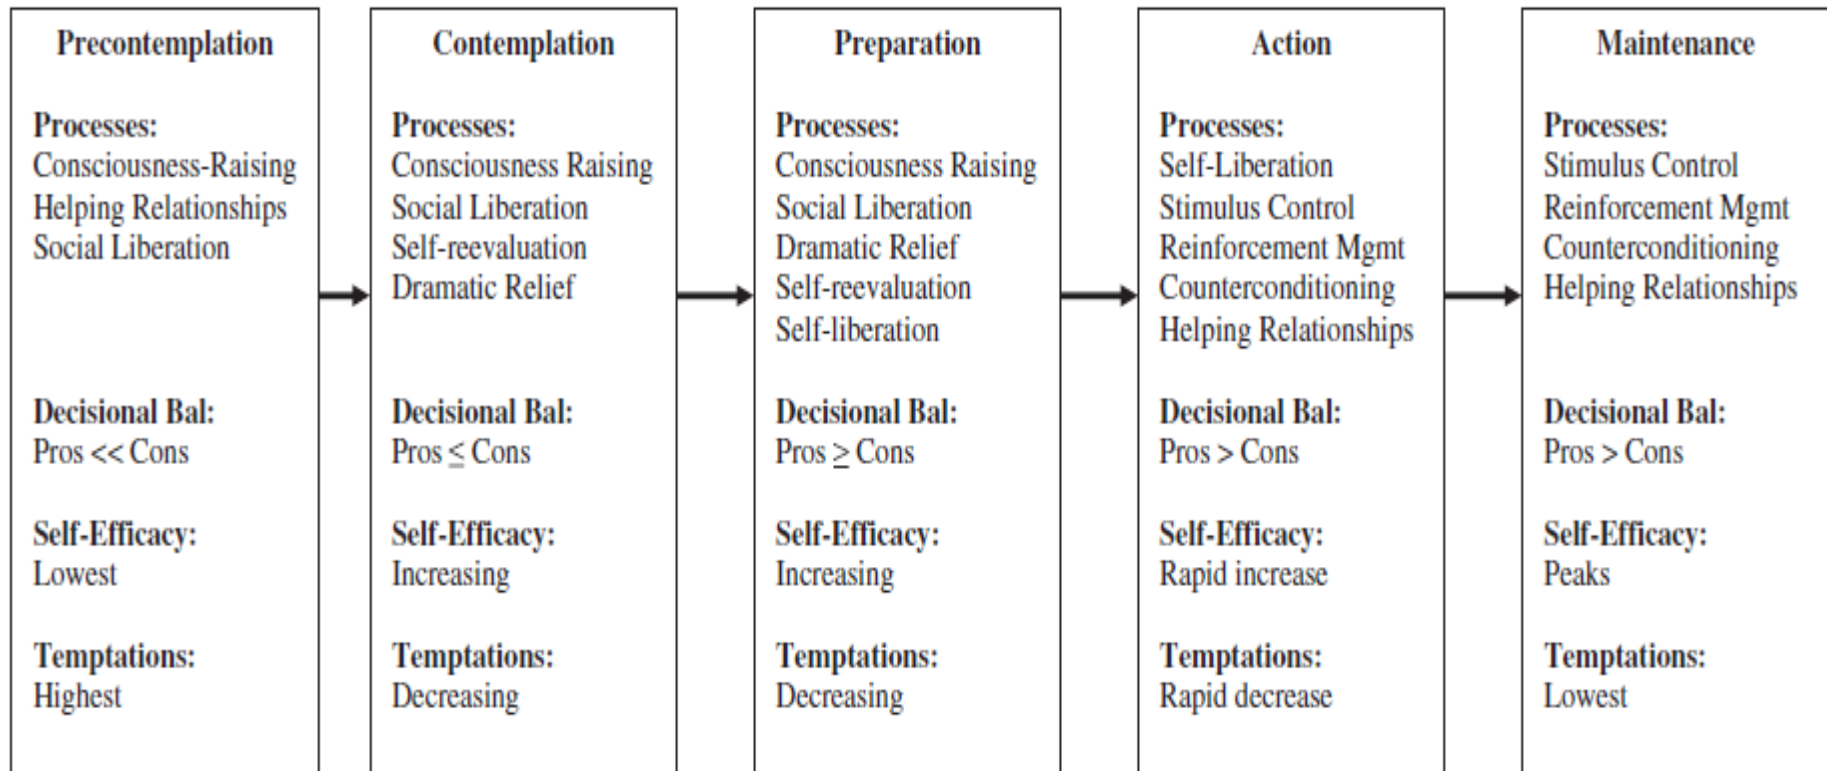 Precontemplation
Processes:
Consciousness-Raising
Helping Relationships
Social Liberation
Decisional Bal:
Pros << Cons
Self-Efficacy:
Lowest
Temptations:
Highest
Contemplation
Processes:
Consciousness Raising
Social Liberation
Self-reevaluation
Dramatic Relief
Decisional Bal:
Pros ≤ Cons
Self-Efficacy:
Increasing
Temptations:
Decreasing
Preparation
Processes:
Consciousness Raising
Social Liberation
Dramatic Relief
Self-reevaluation
Self-liberation
Decisional Bal:
Pros ≥ Cons
Self-Efficacy:
Increasing
Temptations:
Decreasing
Action
Processes:
Self-Liberation
Stimulus Control
Reinforcement Mgmt
Counterconditioning
Helping Relationships
Decisional Bal:
Pros > Cons
Self-Efficacy:
Rapid increase
Temptations:
Rapid decrease
Maintenance
Processes:
Stimulus Control
Reinforcement Mgmt
Counterconditioning
Helping Relationships
Decisional Bal:
Pros > Cons
Self-Efficacy:
Peaks
Temptations:
Lowest